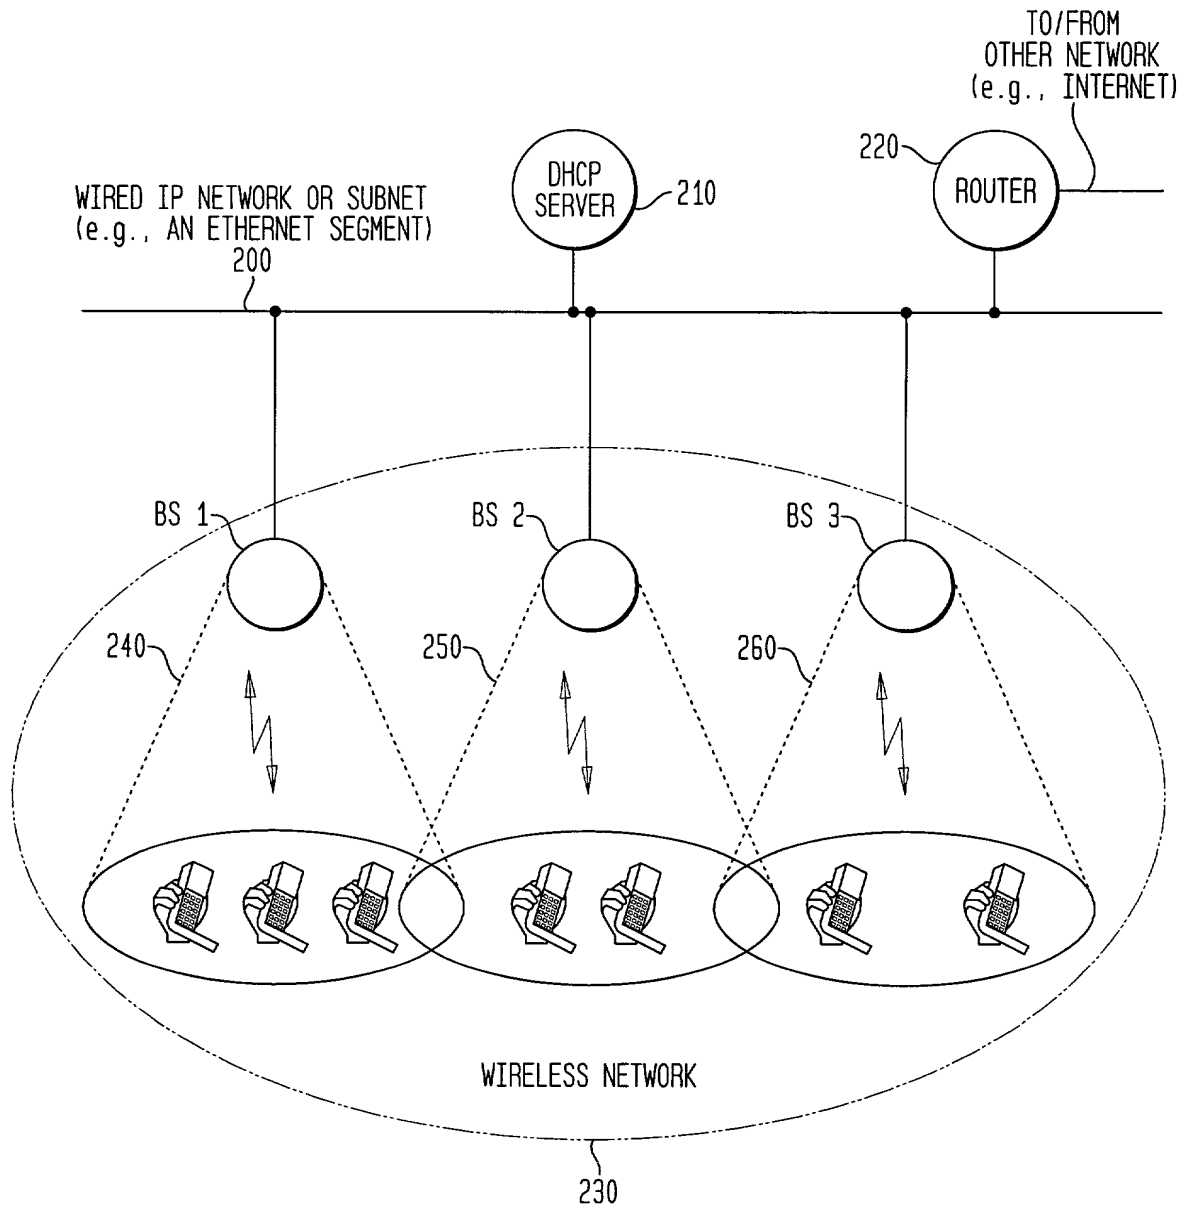 TO/FROM
OTHER NETWORK
(e.g., INTERNET)
220
ROUTER
DHCP
SERVER
210
WIRED IP NETWORK OR SUBNET
(e.g., AN ETHERNET SEGMENT)
200
BS 1
BS 2
BS 3
240
250
260
WIRELESS NETWORK
230